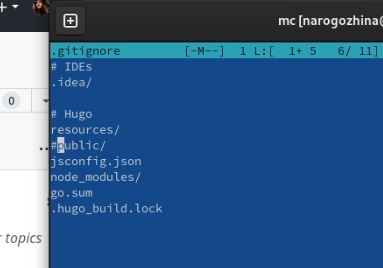 mc [narogozhina@
.gitignore [-M--] 1 L:[ 1+ 5 6/ 11]
# IDEs
.idea/
0
# Hugo
resources/
#public/
jsconfig.json
node_modules/
go.sum
.hugo_build.lock
topics